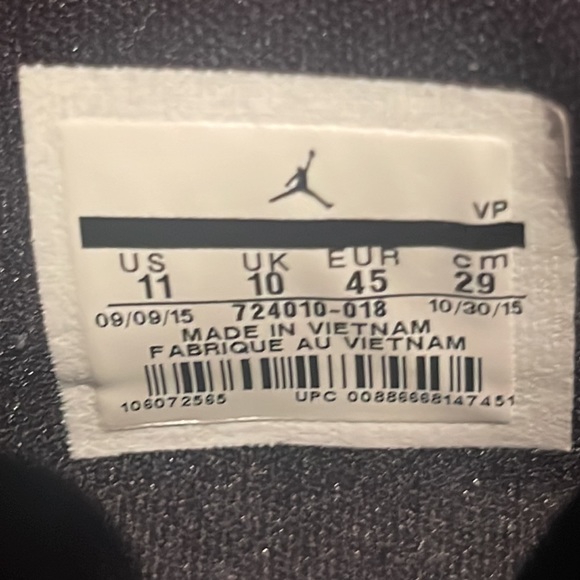 VP
US UK EUR cm
11 10 45 29
09/09/15 724010-018 10/30/15
MADE IN VIETNAM
FABRIQUE AU VIETNAM
106072565 UPC 00886668147451